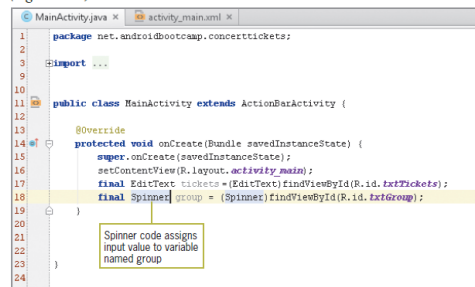 MainActivity.java × activity_main.xml ×
1 package net.androidbootcamp.concerttickets;
2
3 import ...
9
10
11 public class MainActivity extends ActionBarActivity {
12
13 @Override
14 protected void onCreate(Bundle savedInstanceState) {
15 super.onCreate(savedInstanceState);
16 setContentView(R.layout.activity_main);
17 final EditText tickets =(EditText)findViewById(R.id.txtTickets);
18 final Spinner group = (Spinner)findViewById(R.id.txtGroup);
19 }
20
21
22
23 }
24
Spinner code assigns
input value to variable
named group